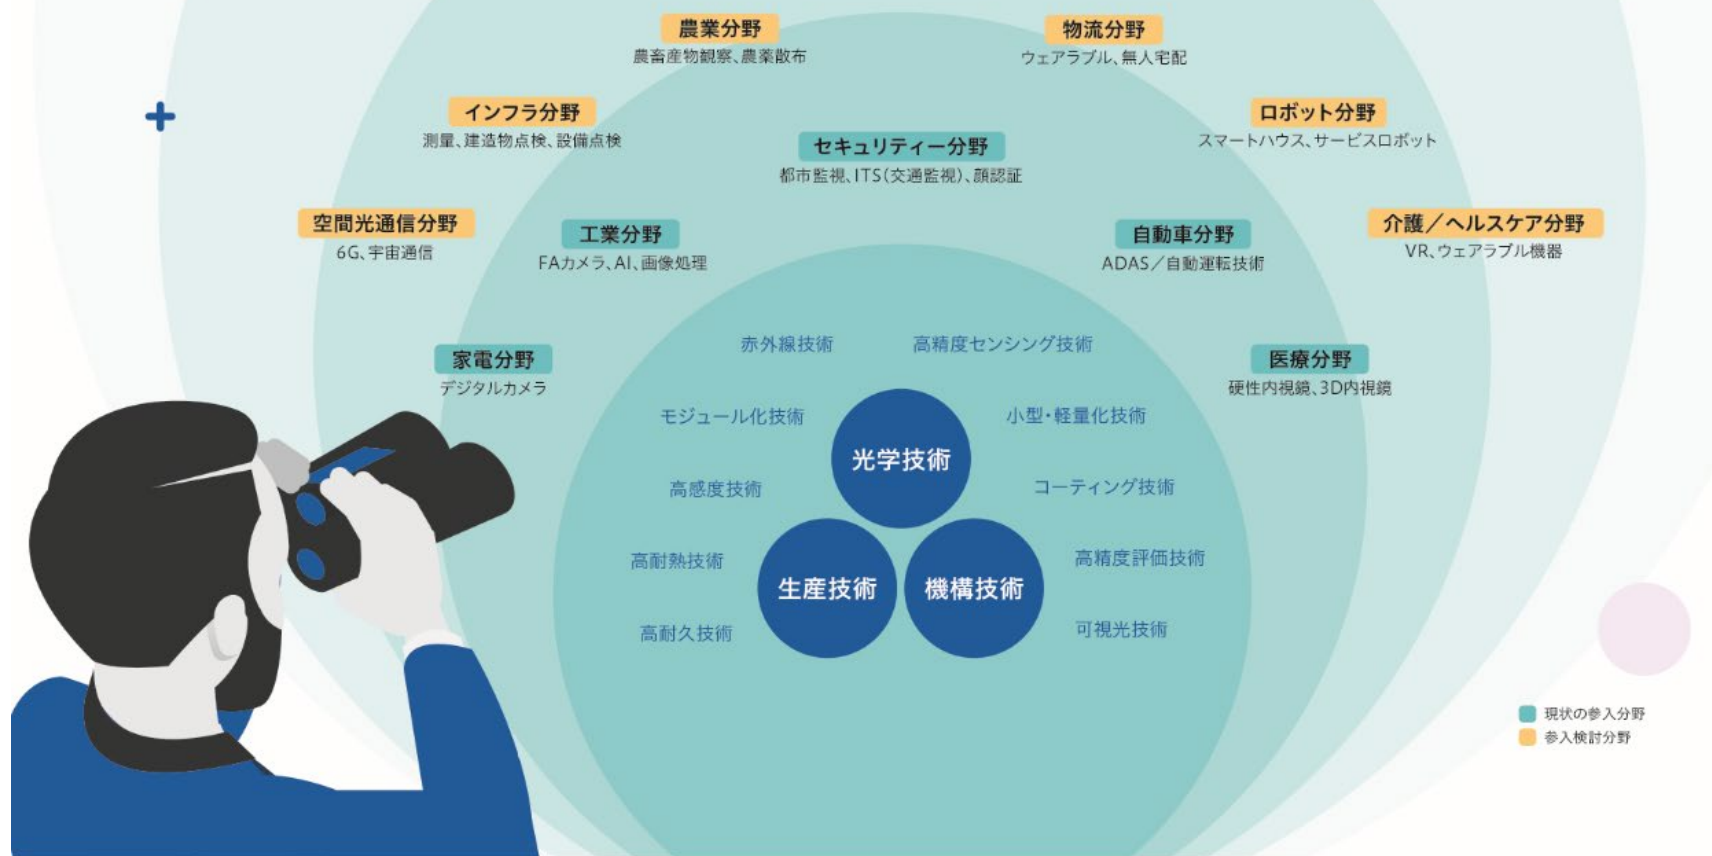 農業分野
農畜産物観察、農薬散布
物流分野
ウェアラブル、無人宅配
インフラ分野
測量、建造物点検、設備点検
セキュリティー分野
都市監視、ITS(交通監視)、顔認証
ロボット分野
スマートハウス、サービスロボット
空間光通信分野
6G、宇宙通信
工業分野
FAカメラ、AI、画像処理
自動車分野
ADAS／自動運転技術
介護／ヘルスケア分野
VR、ウェアラブル機器
家電分野
デジタルカメラ
医療分野
硬性内視鏡、3D内視鏡
赤外線技術
高精度センシング技術
モジュール化技術
小型・軽量化技術
高感度技術
コーティング技術
高耐熱技術
高精度評価技術
高耐久技術
可視光技術
光学技術
生産技術
機構技術
現状の参入分野
参入検討分野